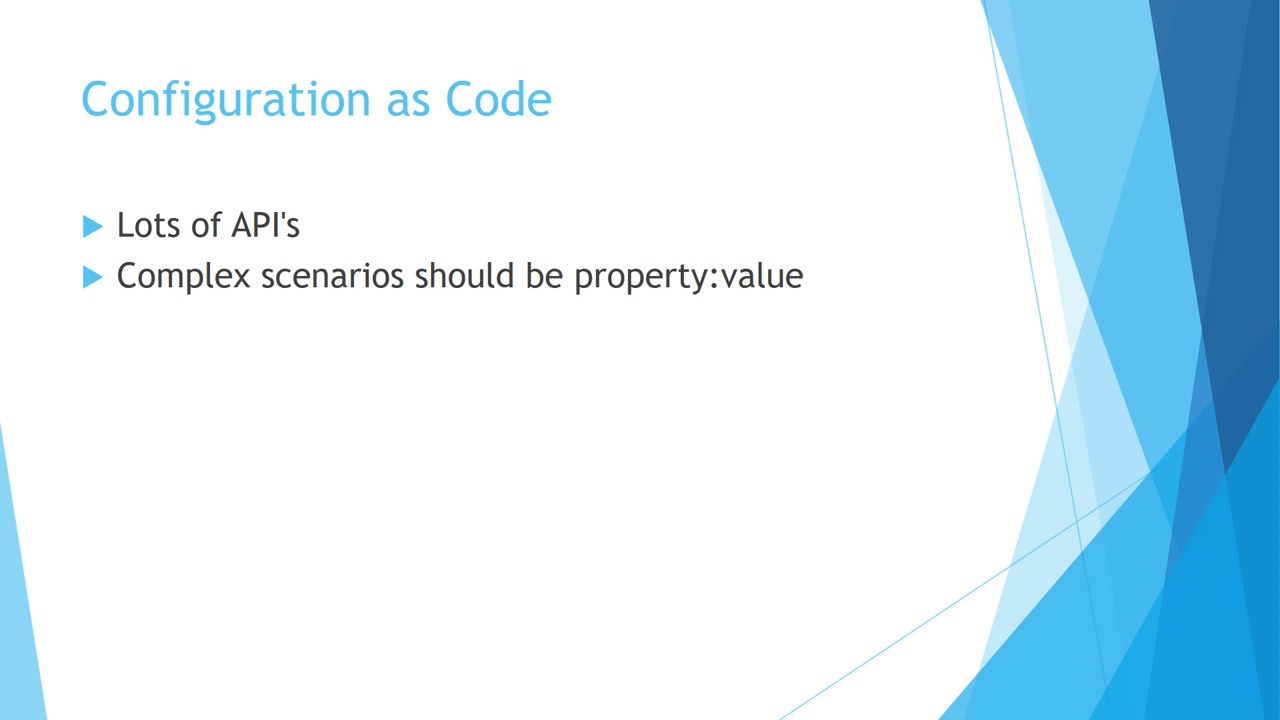 Configuration as Code
Lots of API's
Complex scenarios should be property:value